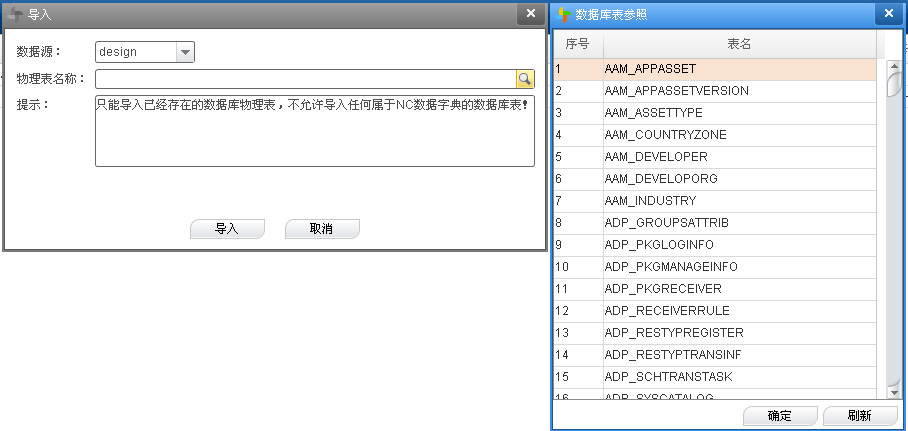 导入
数据源：
design
物理表名称：
提示：
只能导入已经存在的数据库物理表，不允许导入任何属于NC数据字典的数据库表！
导入
取消
数据库表参照
序号 表名
1 AAM_APPASSET
2 AAM_APPASSETVERSION
3 AAM_ASSETTYPE
4 AAM_COUNTRYZONE
5 AAM_DEVELOPER
6 AAM_DEVELOPORG
7 AAM_INDUSTRY
8 ADP_GROUPSATTRIB
9 ADP_PKGLOGINFO
10 ADP_PKGMANAGEINFO
11 ADP_PKGRECEIVER
12 ADP_RECEIVERRULE
13 ADP_RESTYPREGISTER
14 ADP_RESTYPTRANSINF
15 ADP_SCHTRANSTASK
16 ADP_SYSCATALOG
确定
刷新